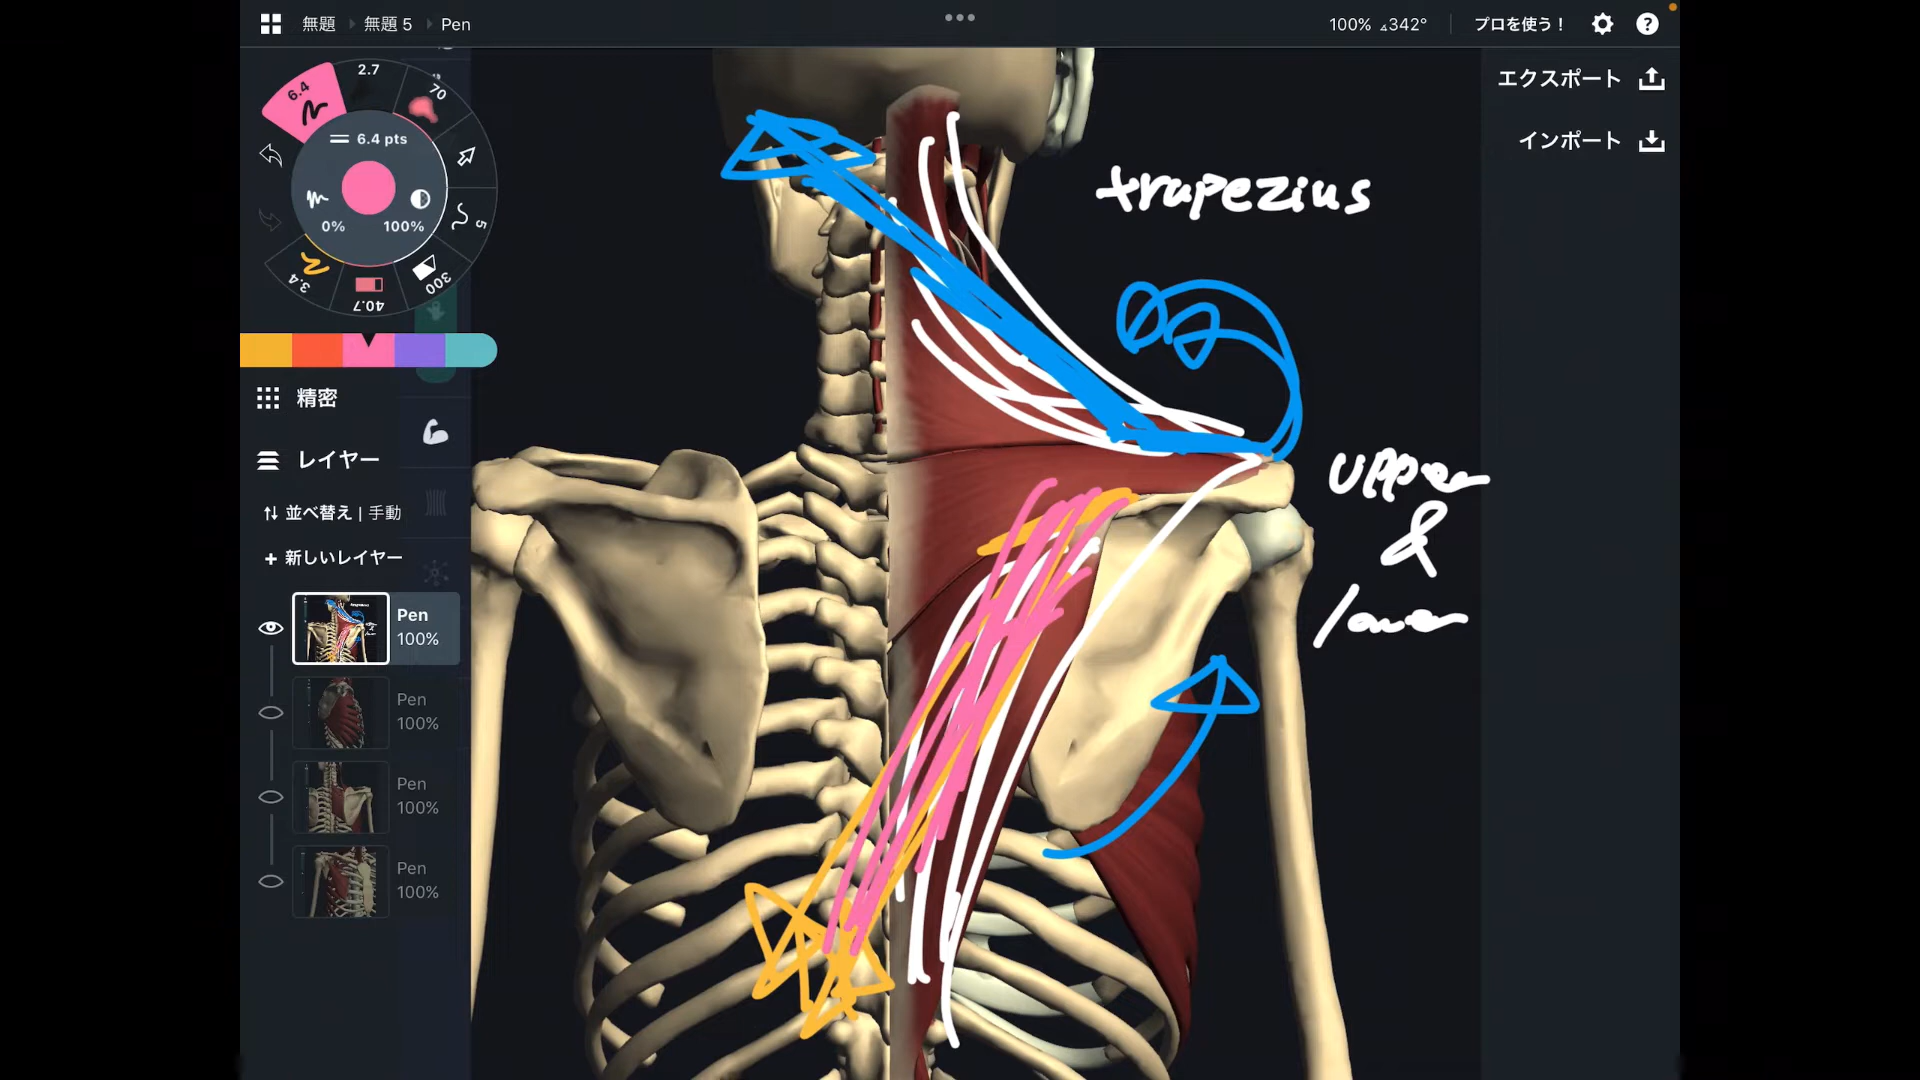 無題 無題 5 Pen
100% ⊿342° プロを使う！
エクスポート
インポート
6.4
2.7
70
6.4 pts
0% 100%
5
300
40.7
3.4
精密
レイヤー
並べ替え | 手動
+ 新しいレイヤー
Pen
100%
Pen
100%
Pen
100%
Pen
100%
trapezius
upper
&
lower